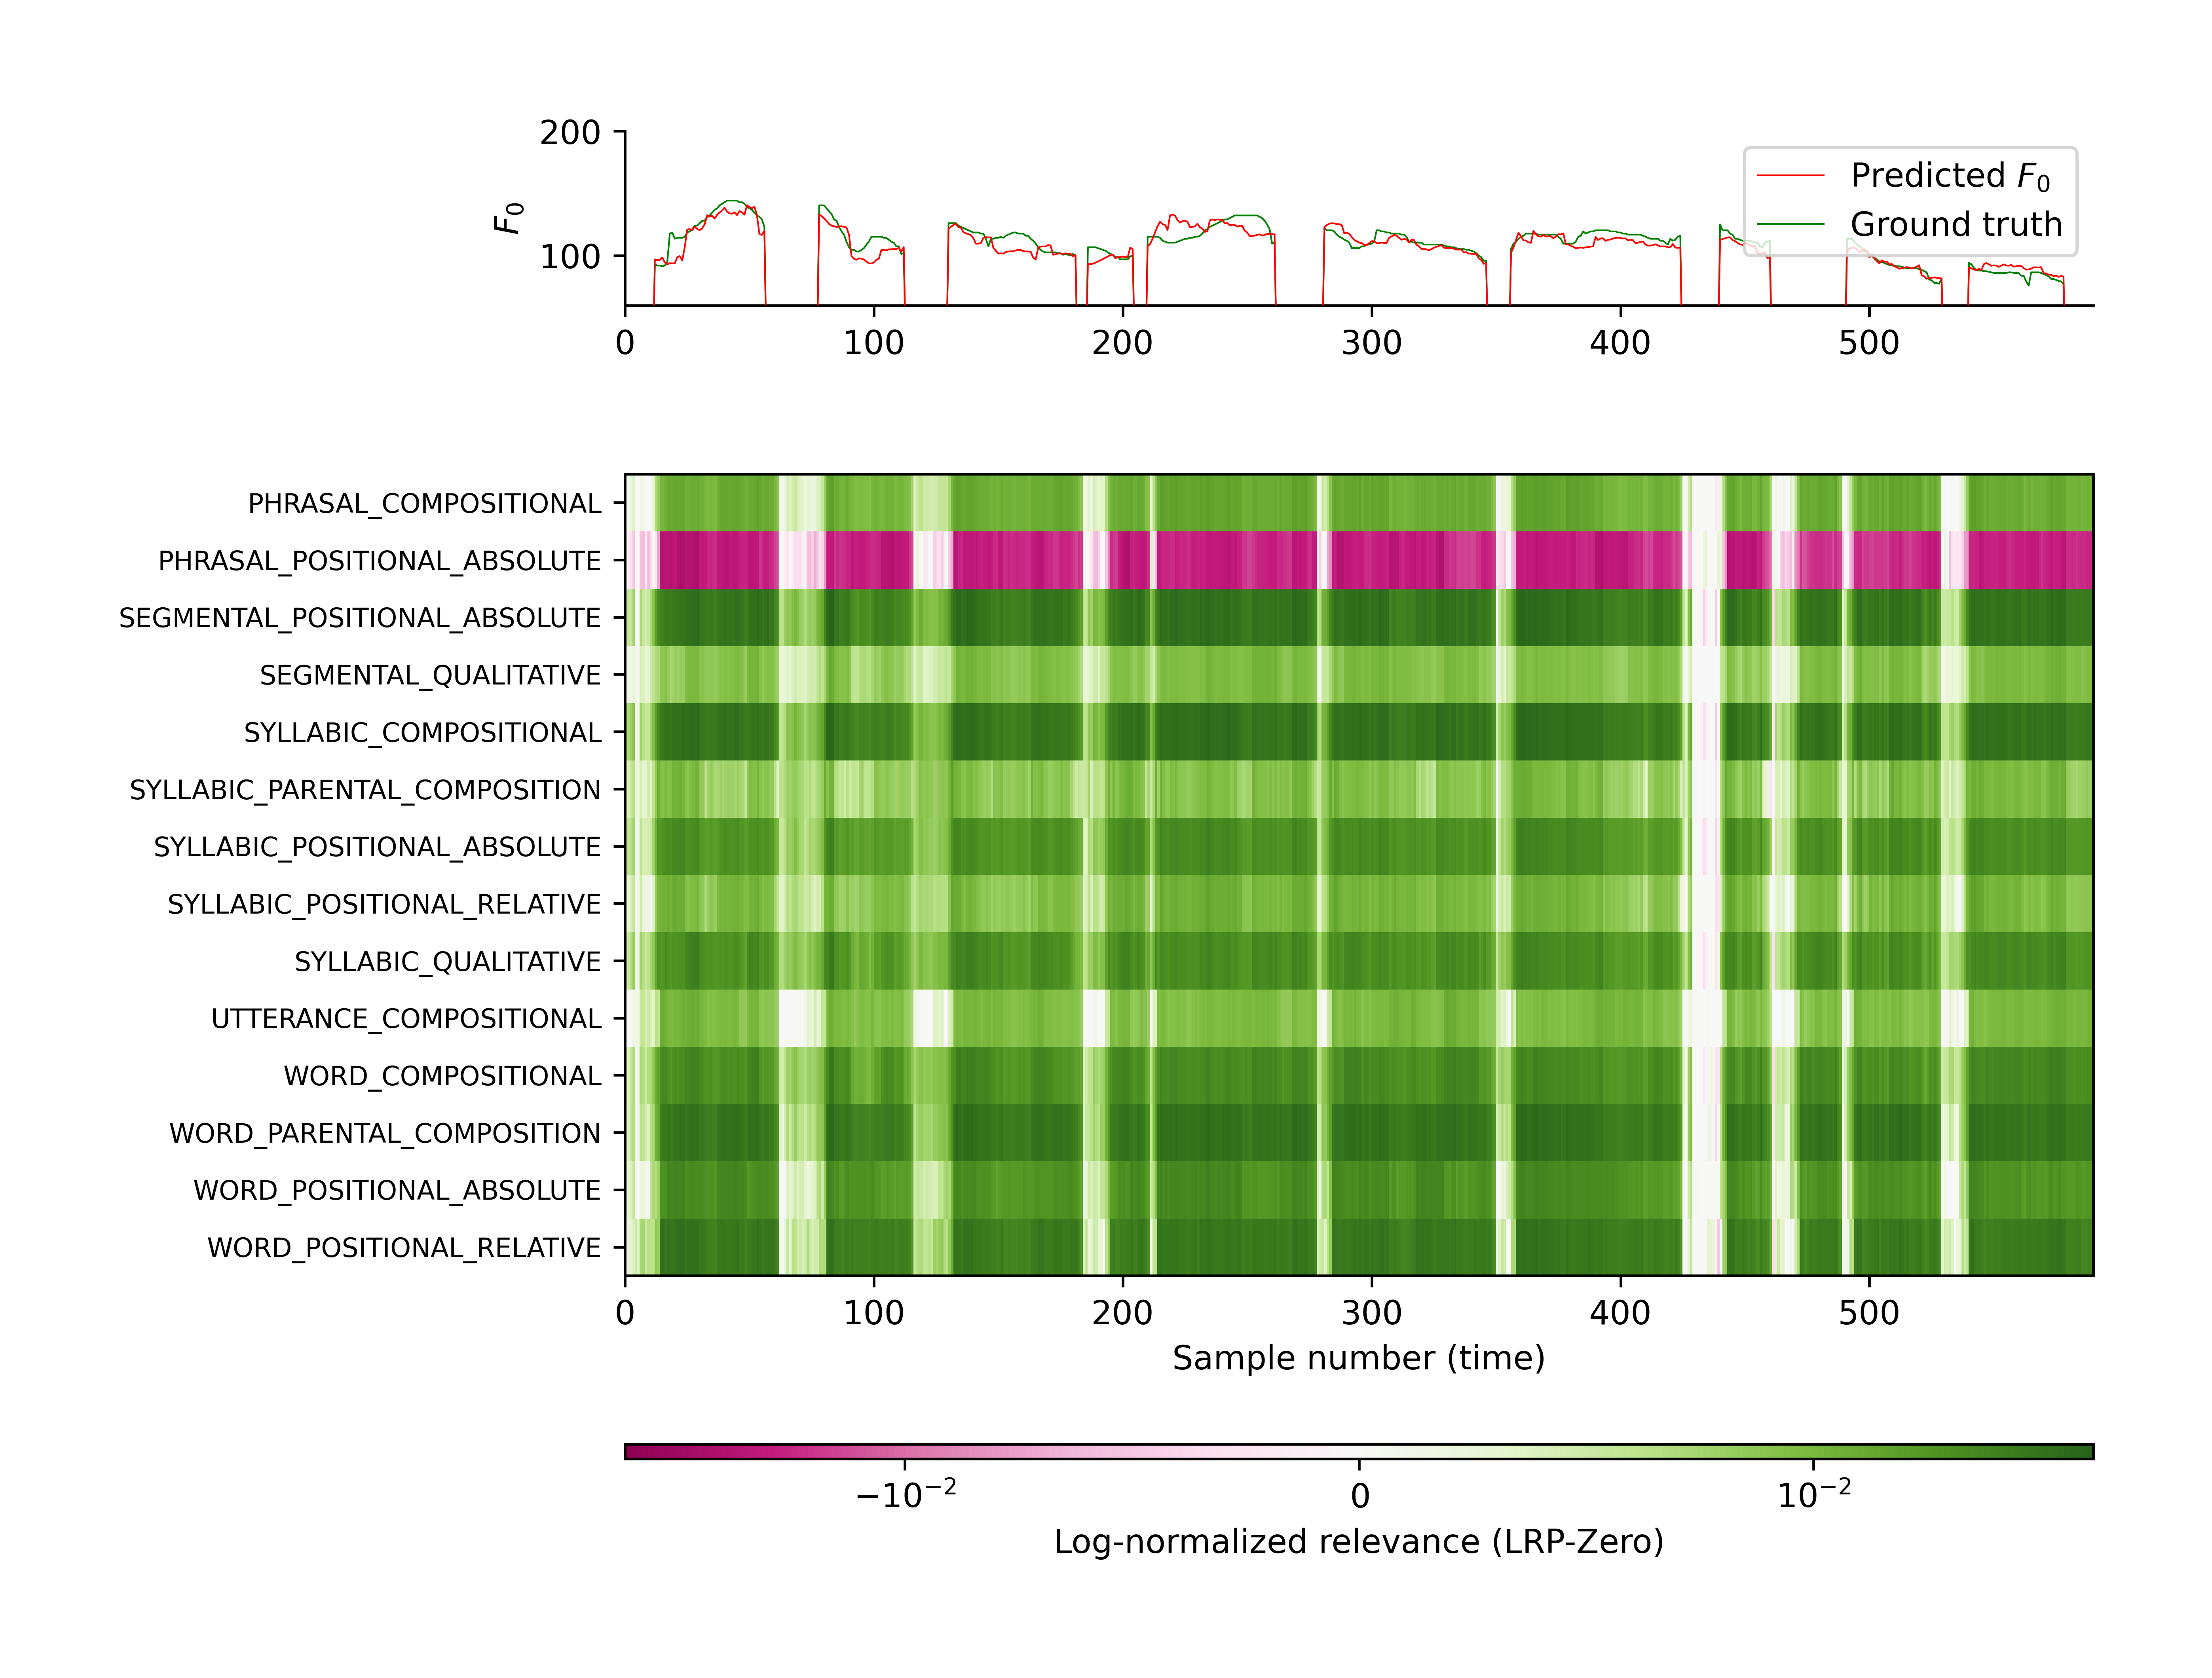 200
100
F0
Predicted F0
Ground truth
0 100 200 300 400 500
PHRASAL_COMPOSITIONAL
PHRASAL_POSITIONAL_ABSOLUTE
SEGMENTAL_POSITIONAL_ABSOLUTE
SEGMENTAL_QUALITATIVE
SYLLABIC_COMPOSITIONAL
SYLLABIC_PARENTAL_COMPOSITION
SYLLABIC_POSITIONAL_ABSOLUTE
SYLLABIC_POSITIONAL_RELATIVE
SYLLABIC_QUALITATIVE
UTTERANCE_COMPOSITIONAL
WORD_COMPOSITIONAL
WORD_PARENTAL_COMPOSITION
WORD_POSITIONAL_ABSOLUTE
WORD_POSITIONAL_RELATIVE
0 100 200 300 400 500
Sample number (time)
−10⁻² 0 10⁻²
Log-normalized relevance (LRP-Zero)